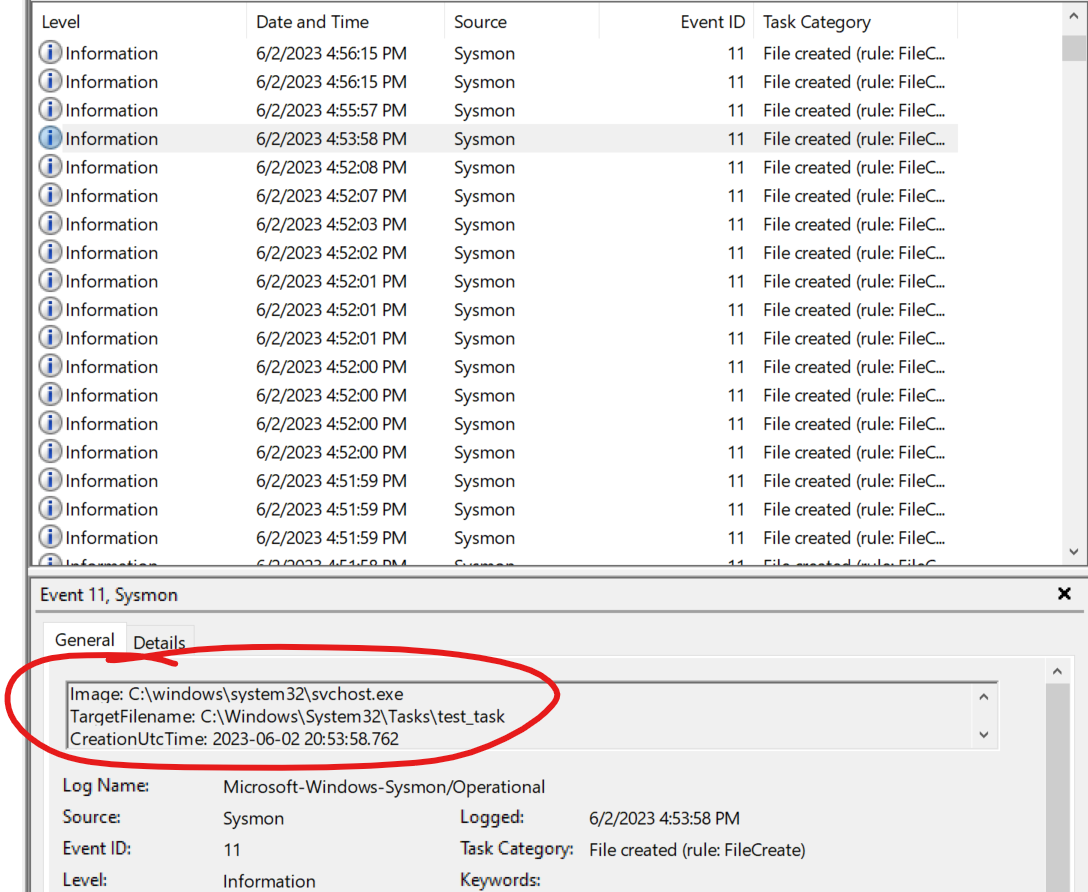 Level Date and Time Source Event ID Task Category
Information 6/2/2023 4:56:15 PM Sysmon 11 File created (rule: FileC...
Information 6/2/2023 4:56:15 PM Sysmon 11 File created (rule: FileC...
Information 6/2/2023 4:55:57 PM Sysmon 11 File created (rule: FileC...
Information 6/2/2023 4:53:58 PM Sysmon 11 File created (rule: FileC...
Information 6/2/2023 4:52:08 PM Sysmon 11 File created (rule: FileC...
Information 6/2/2023 4:52:07 PM Sysmon 11 File created (rule: FileC...
Information 6/2/2023 4:52:03 PM Sysmon 11 File created (rule: FileC...
Information 6/2/2023 4:52:02 PM Sysmon 11 File created (rule: FileC...
Information 6/2/2023 4:52:01 PM Sysmon 11 File created (rule: FileC...
Information 6/2/2023 4:52:01 PM Sysmon 11 File created (rule: FileC...
Information 6/2/2023 4:52:01 PM Sysmon 11 File created (rule: FileC...
Information 6/2/2023 4:52:00 PM Sysmon 11 File created (rule: FileC...
Information 6/2/2023 4:52:00 PM Sysmon 11 File created (rule: FileC...
Information 6/2/2023 4:52:00 PM Sysmon 11 File created (rule: FileC...
Information 6/2/2023 4:52:00 PM Sysmon 11 File created (rule: FileC...
Information 6/2/2023 4:51:59 PM Sysmon 11 File created (rule: FileC...
Information 6/2/2023 4:51:59 PM Sysmon 11 File created (rule: FileC...
Information 6/2/2023 4:51:59 PM Sysmon 11 File created (rule: FileC...
Information 6/2/2023 4:51:58 PM Sysmon 11 File created (rule: FileC...
Event 11, Sysmon
General Details
Image: C:\windows\system32\svchost.exe
TargetFilename: C:\Windows\System32\Tasks\test_task
CreationUtcTime: 2023-06-02 20:53:58.762
Log Name: Microsoft-Windows-Sysmon/Operational
Source: Sysmon Logged: 6/2/2023 4:53:58 PM
Event ID: 11 Task Category: File created (rule: FileCreate)
Level: Information Keywords: